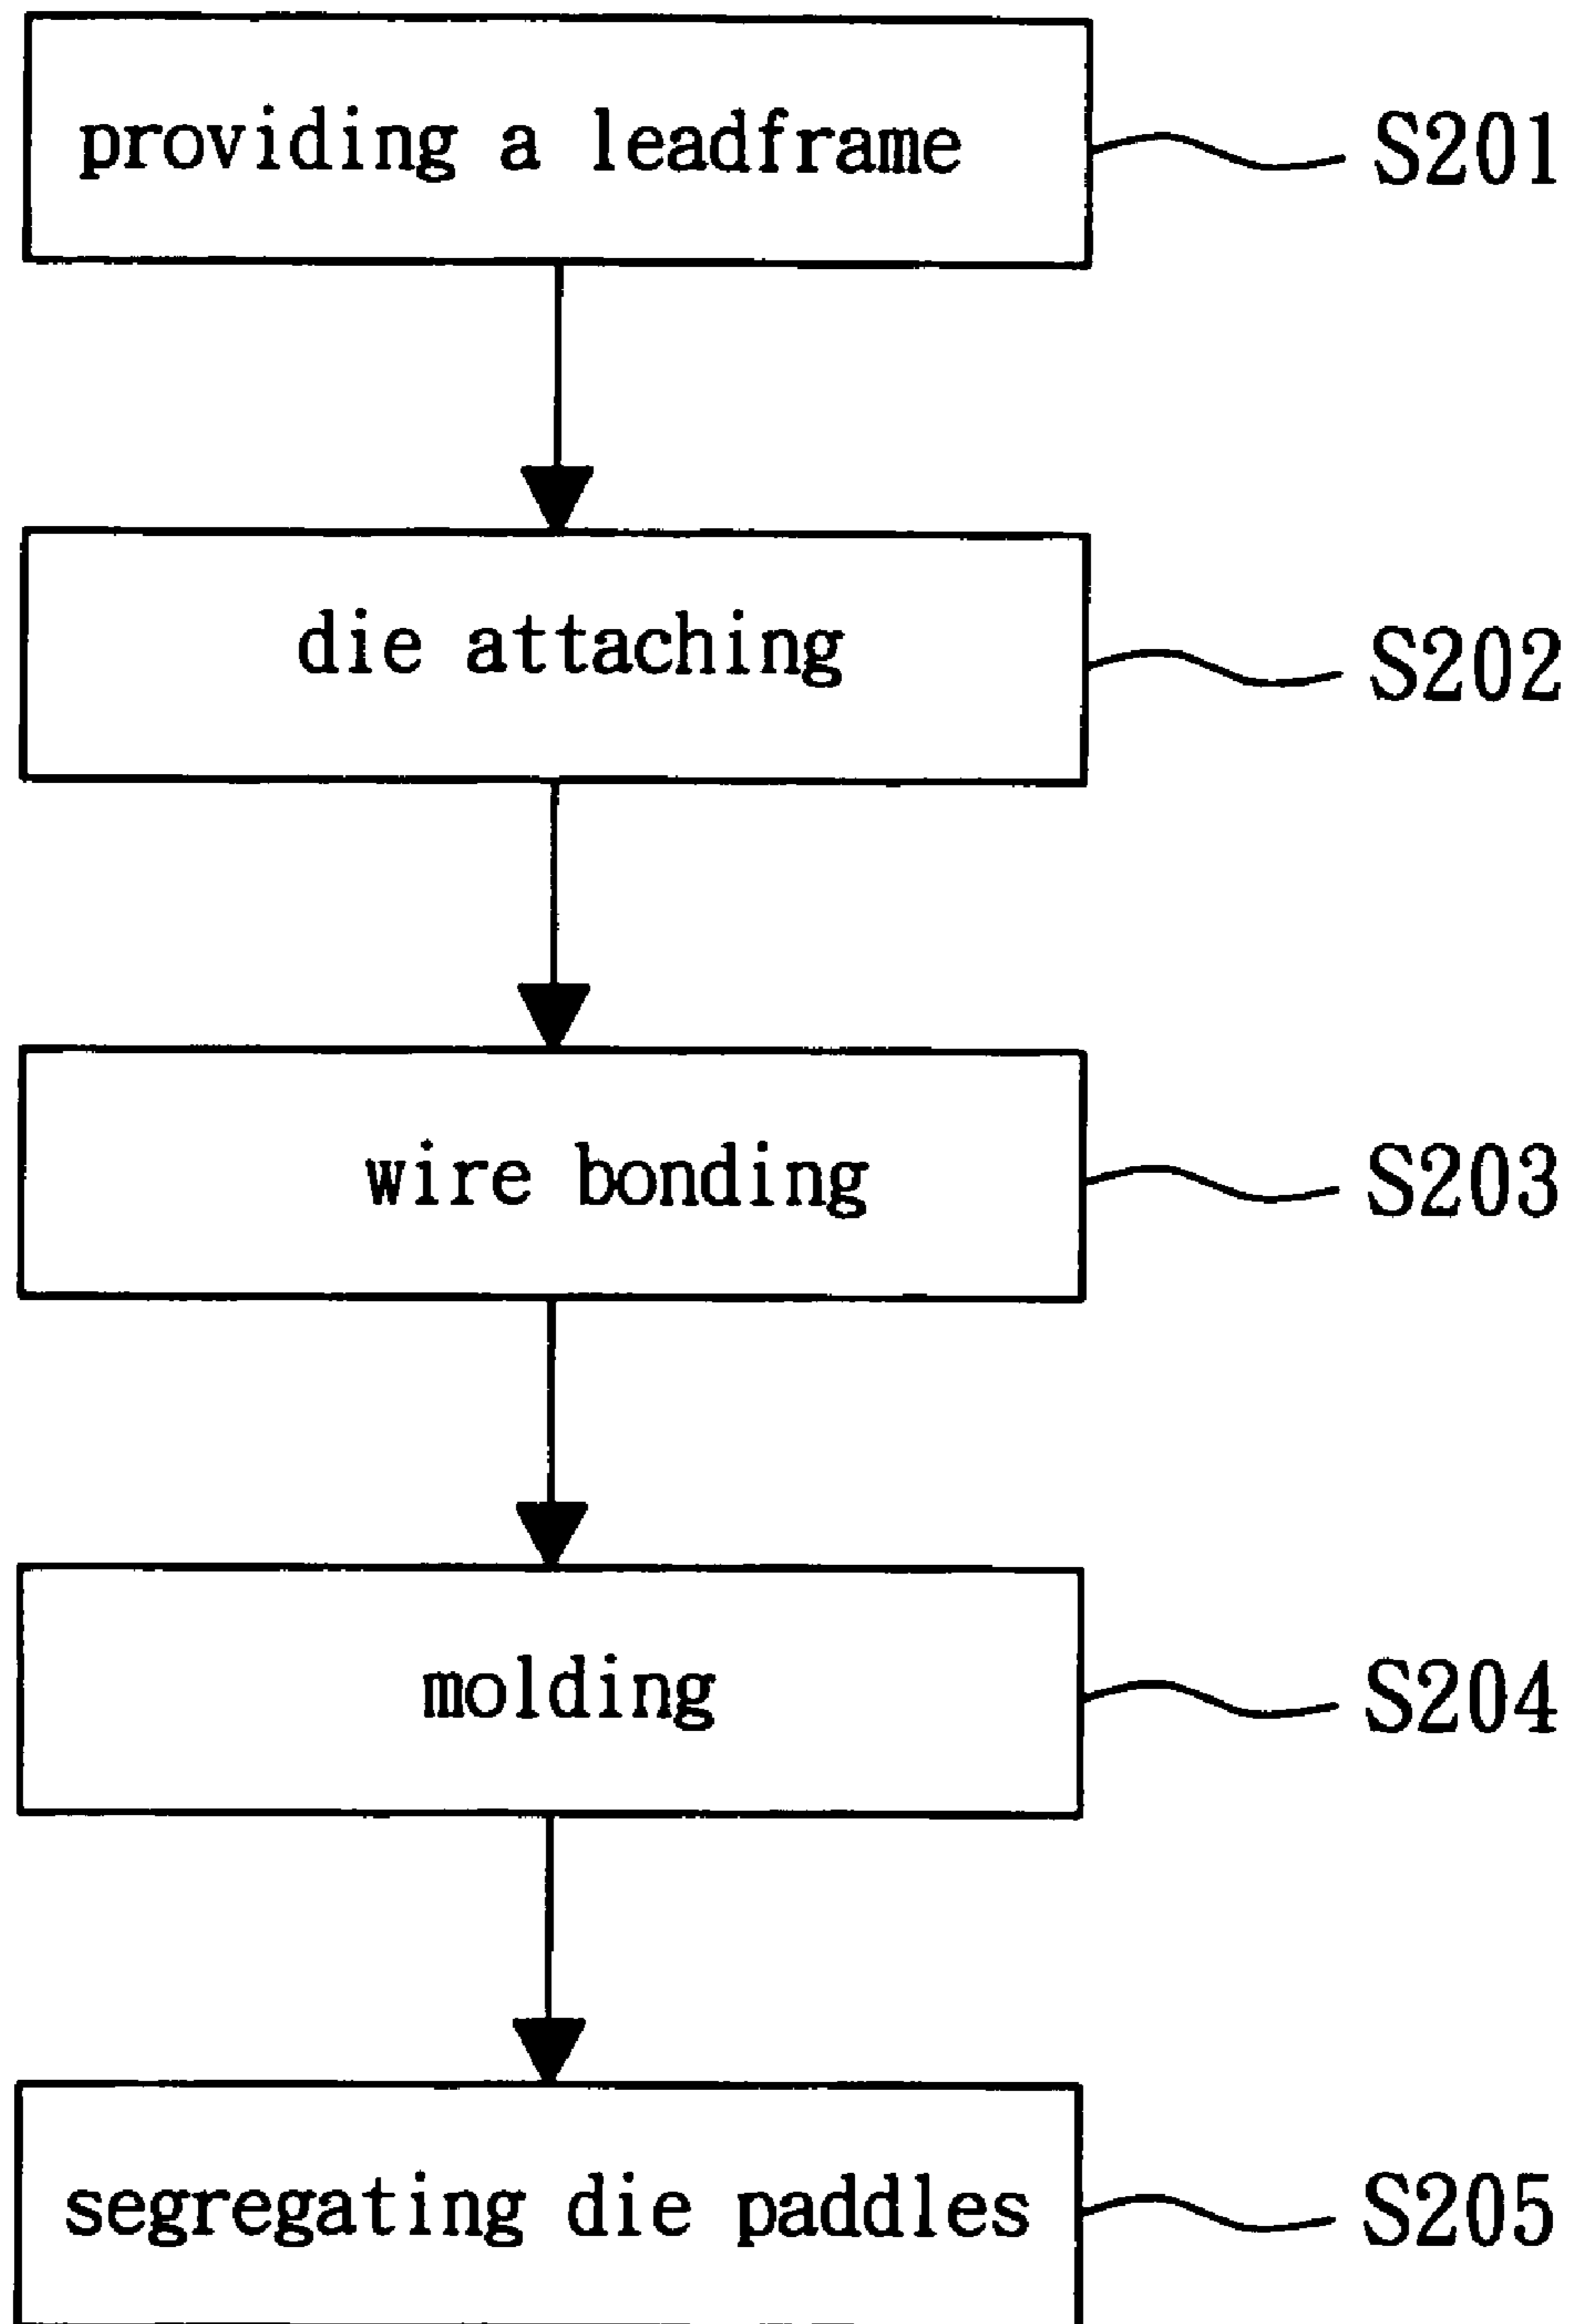 providing a leadframe S201
die attaching S202
wire bonding S203
molding S204
segregating die paddles S205